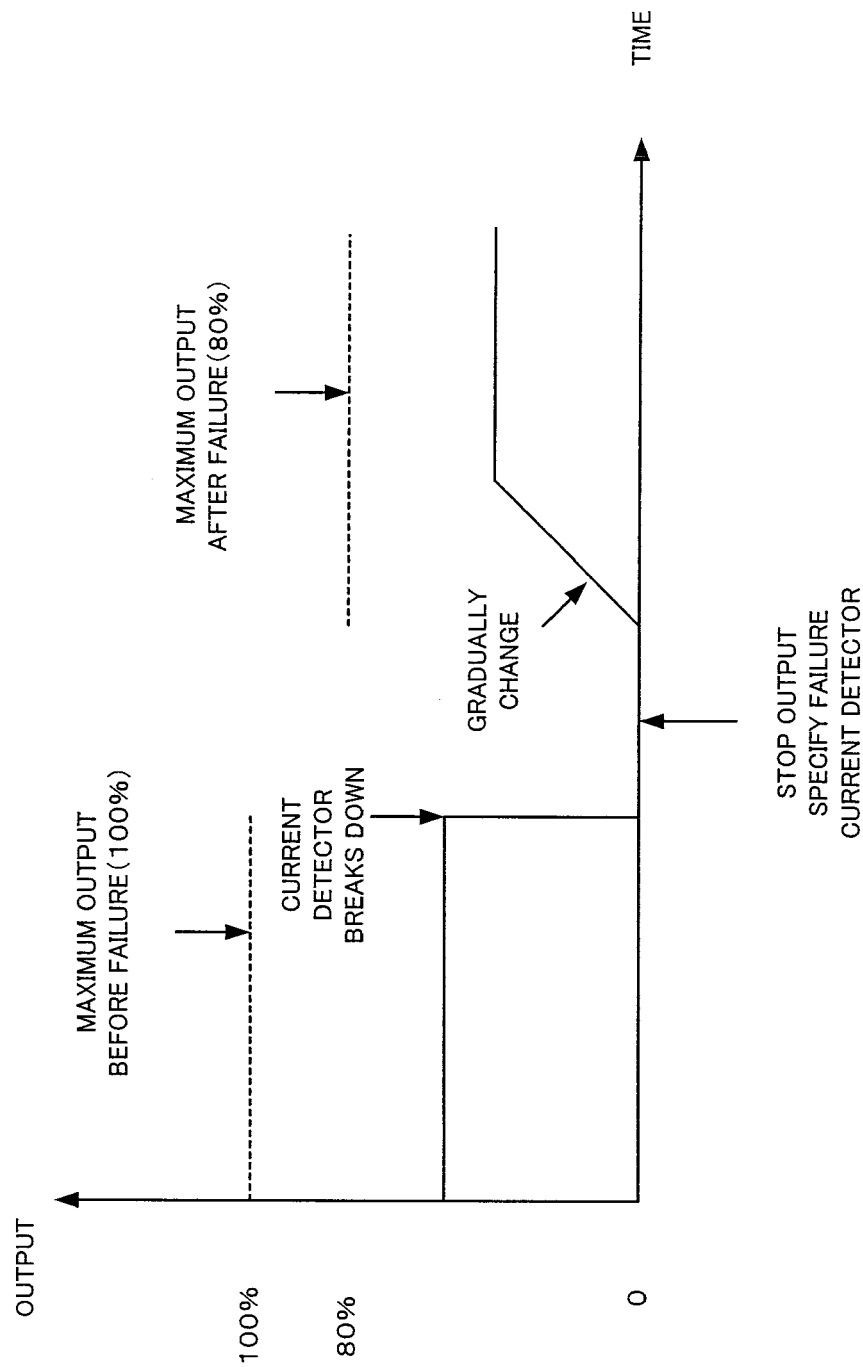 OUTPUT
100%
80%
0
MAXIMUM OUTPUT
BEFORE FAILURE(100%)
CURRENT
DETECTOR
BREAKS DOWN
MAXIMUM OUTPUT
AFTER FAILURE(80%)
GRADUALLY
CHANGE
STOP OUTPUT
SPECIFY FAILURE
CURRENT DETECTOR
TIME